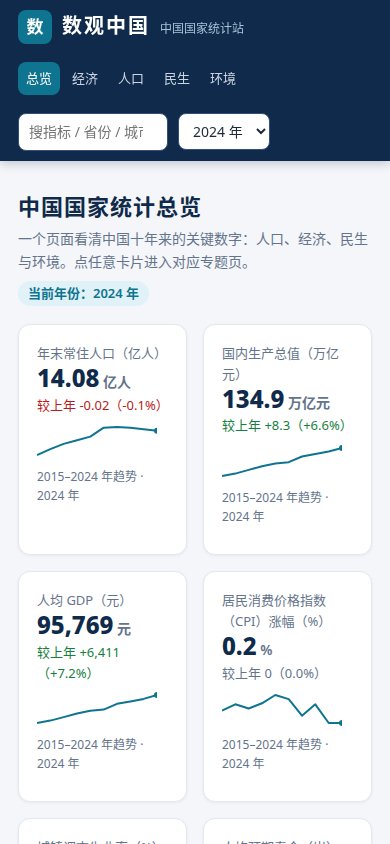 数 数观中国 中国国家统计站
总览 经济 人口 民生 环境
搜指标 / 省份 / 城 2024 年
中国国家统计总览
一个页面看清中国十年来的关键数字：人口、经济、民生
与环境。点任意卡片进入对应专题页。
当前年份：2024 年
年末常住人口（亿人）
14.08 亿人
较上年 -0.02（-0.1%）
2015–2024 年趋势 ·
2024 年
国内生产总值（万亿
元）
134.9 万亿元
较上年 +8.3（+6.6%）
2015–2024 年趋势 ·
2024 年
人均 GDP（元）
95,769 元
较上年 +6,411
（+7.2%）
2015–2024 年趋势 ·
2024 年
居民消费价格指数
（CPI）涨幅（%）
0.2 %
较上年 0（0.0%）
2015–2024 年趋势 ·
2024 年